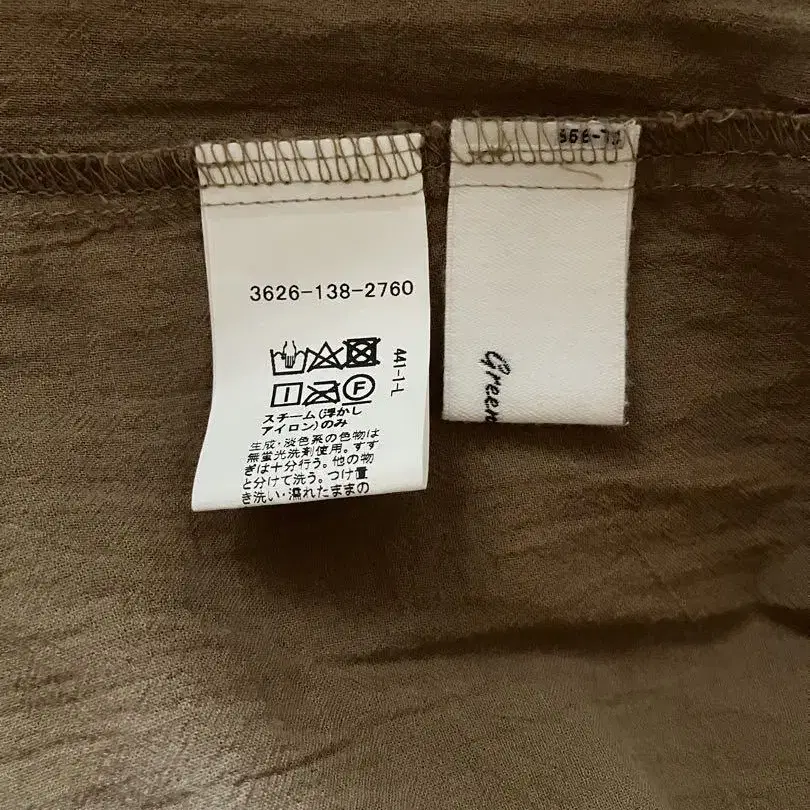 3626-138-2760
441-1-L
スチーム(浮かし
アイロン)のみ
生成・淡色系の色物は
無蛍光洗剤使用。すす
ぎは十分行う。他の物
と分けて洗う。つけ置
き洗い・濡れたままの
Green